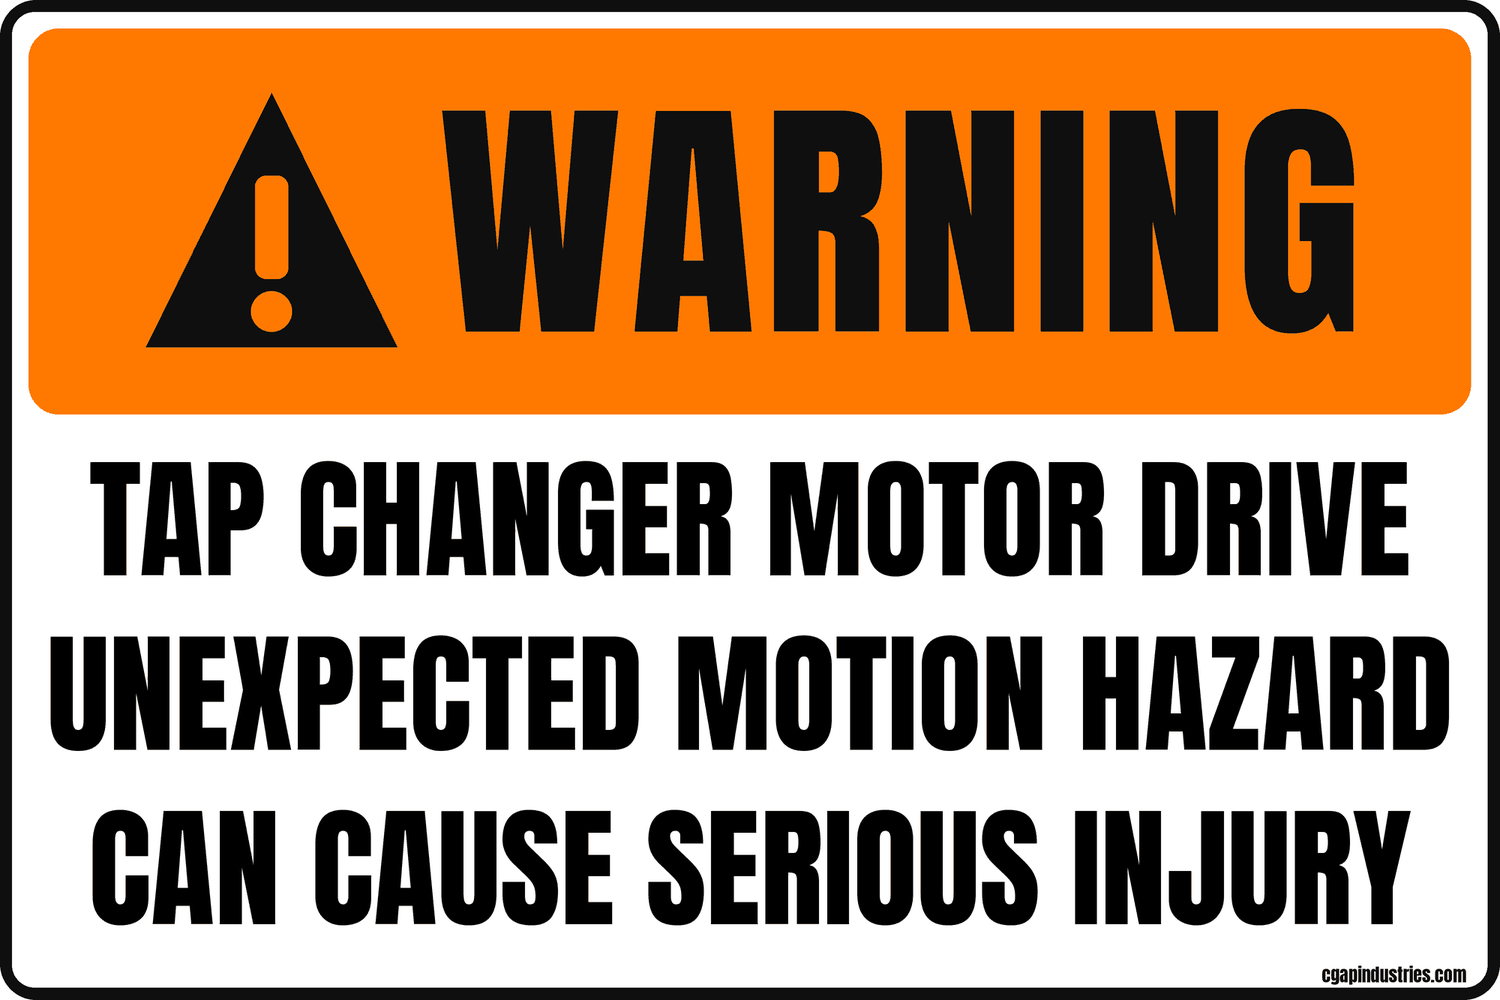 WARNING
TAP CHANGER MOTOR DRIVE
UNEXPECTED MOTION HAZARD
CAN CAUSE SERIOUS INJURY
cgapindustries.com